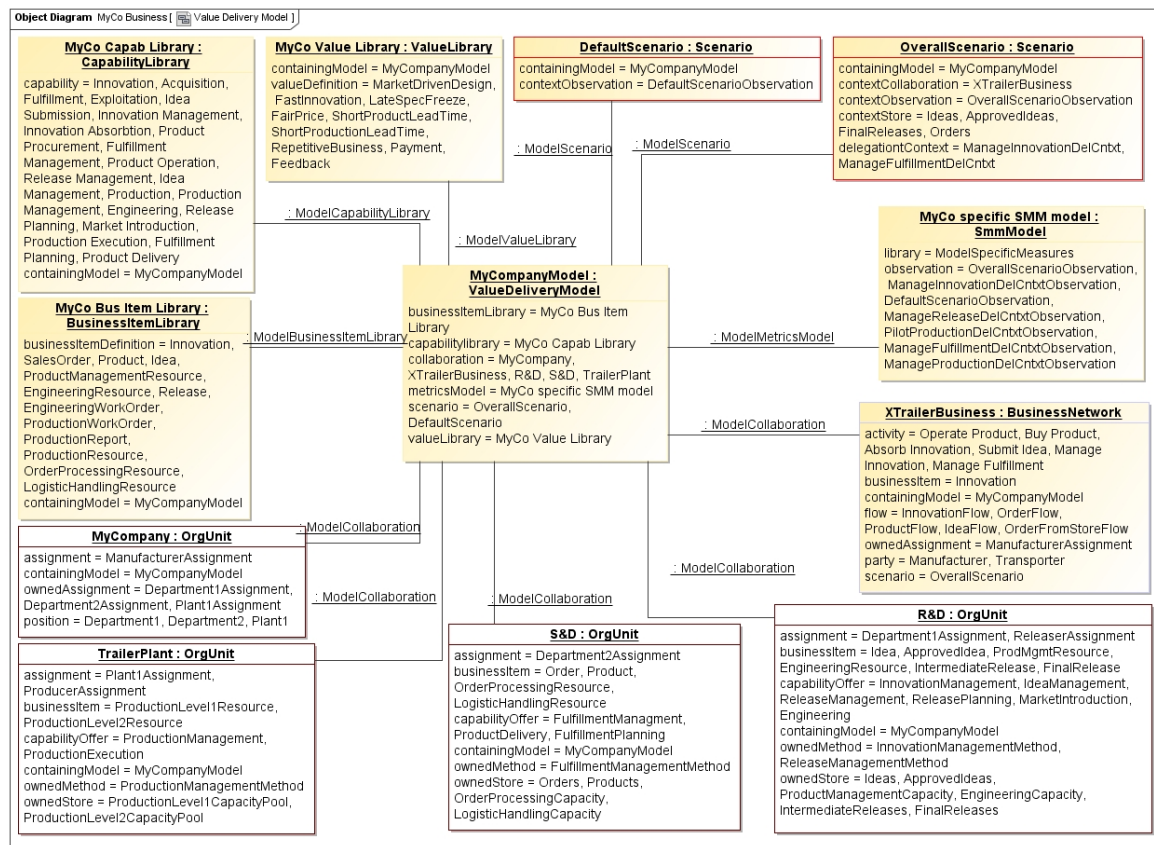 Object Diagram MyCo Business [ Value Delivery Model ]
MyCo Capab Library :
CapabilityLibrary
capability = Innovation, Acquisition,
Fulfillment, Exploitation, Idea
Submission, Innovation Management,
Innovation Absorbtion, Product
Procurement, Fulfillment
Management, Product Operation,
Release Management, Idea
Management, Production, Production
Management, Engineering, Release
Planning, Market Introduction,
Production Execution, Fulfillment
Planning, Product Delivery
containingModel = MyCompanyModel
MyCo Value Library : ValueLibrary
containingModel = MyCompanyModel
valueDefinition = MarketDrivenDesign,
FastInnovation, LateSpecFreeze,
FairPrice, ShortProductLeadTime,
ShortProductionLeadTime,
RepetitiveBusiness, Payment,
Feedback
DefaultScenario : Scenario
containingModel = MyCompanyModel
contextObservation = DefaultScenarioObservation
OverallScenario : Scenario
containingModel = MyCompanyModel
contextCollaboration = XTrailerBusiness
contextObservation = OverallScenarioObservation
contextStore = Ideas, ApprovedIdeas,
FinalReleases, Orders
delegationtContext = ManageInnovationDelCntxt,
ManageFulfillmentDelCntxt
: ModelScenario
: ModelScenario
: ModelCapabilityLibrary
: ModelValueLibrary
MyCo specific SMM model :
SmmModel
library = ModelSpecificMeasures
observation = OverallScenarioObservation,
ManageInnovationDelCntxtObservation,
DefaultScenarioObservation,
ManageReleaseDelCntxtObservation,
PilotProductionDelCntxtObservation,
ManageFulfillmentDelCntxtObservation,
ManageProductionDelCntxtObservation
MyCompanyModel :
ValueDeliveryModel
businessItemLibrary = MyCo Bus Item
Library
capabilitylibrary = MyCo Capab Library
collaboration = MyCompany,
XTrailerBusiness, R&D, S&D, TrailerPlant
metricsModel = MyCo specific SMM model
scenario = OverallScenario,
DefaultScenario
valueLibrary = MyCo Value Library
MyCo Bus Item Library :
BusinessItemLibrary
businessItemDefinition = Innovation,
SalesOrder, Product, Idea,
ProductManagementResource,
EngineeringResource, Release,
EngineeringWorkOrder,
ProductionWorkOrder,
ProductionReport,
ProductionResource,
OrderProcessingResource,
LogisticHandlingResource
containingModel = MyCompanyModel
: ModelBusinessItemLibrary
: ModelMetricsModel
: ModelCollaboration
XTrailerBusiness : BusinessNetwork
activity = Operate Product, Buy Product,
Absorb Innovation, Submit Idea, Manage
Innovation, Manage Fulfillment
businessItem = Innovation
containingModel = MyCompanyModel
flow = InnovationFlow, OrderFlow,
ProductFlow, IdeaFlow, OrderFromStoreFlow
ownedAssignment = ManufacturerAssignment
party = Manufacturer, Transporter
scenario = OverallScenario
: ModelCollaboration
MyCompany : OrgUnit
assignment = ManufacturerAssignment
containingModel = MyCompanyModel
ownedAssignment = Department1Assignment,
Department2Assignment, Plant1Assignment
position = Department1, Department2, Plant1
: ModelCollaboration
: ModelCollaboration
: ModelCollaboration
TrailerPlant : OrgUnit
assignment = Plant1Assignment,
ProducerAssignment
businessItem = ProductionLevel1Resource,
ProductionLevel2Resource
capabilityOffer = ProductionManagement,
ProductionExecution
containingModel = MyCompanyModel
ownedMethod = ProductionManagementMethod
ownedStore = ProductionLevel1CapacityPool,
ProductionLevel2CapacityPool
S&D : OrgUnit
assignment = Department2Assignment
businessItem = Order, Product,
OrderProcessingResource,
LogisticHandlingResource
capabilityOffer = FulfillmentManagment,
ProductDelivery, FulfillmentPlanning
containingModel = MyCompanyModel
ownedMethod = FulfillmentManagementMethod
ownedStore = Orders, Products,
OrderProcessingCapacity,
LogisticHandlingCapacity
R&D : OrgUnit
assignment = Department1Assignment, ReleaserAssignment
businessItem = Idea, ApprovedIdea, ProdMgmtResource,
EngineeringResource, IntermediateRelease, FinalRelease
capabilityOffer = InnovationManagement, IdeaManagement,
ReleaseManagement, ReleasePlanning, MarketIntroduction,
Engineering
containingModel = MyCompanyModel
ownedMethod = InnovationManagementMethod,
ReleaseManagementMethod
ownedStore = Ideas, ApprovedIdeas,
ProductManagementCapacity, EngineeringCapacity,
IntermediateReleases, FinalReleases